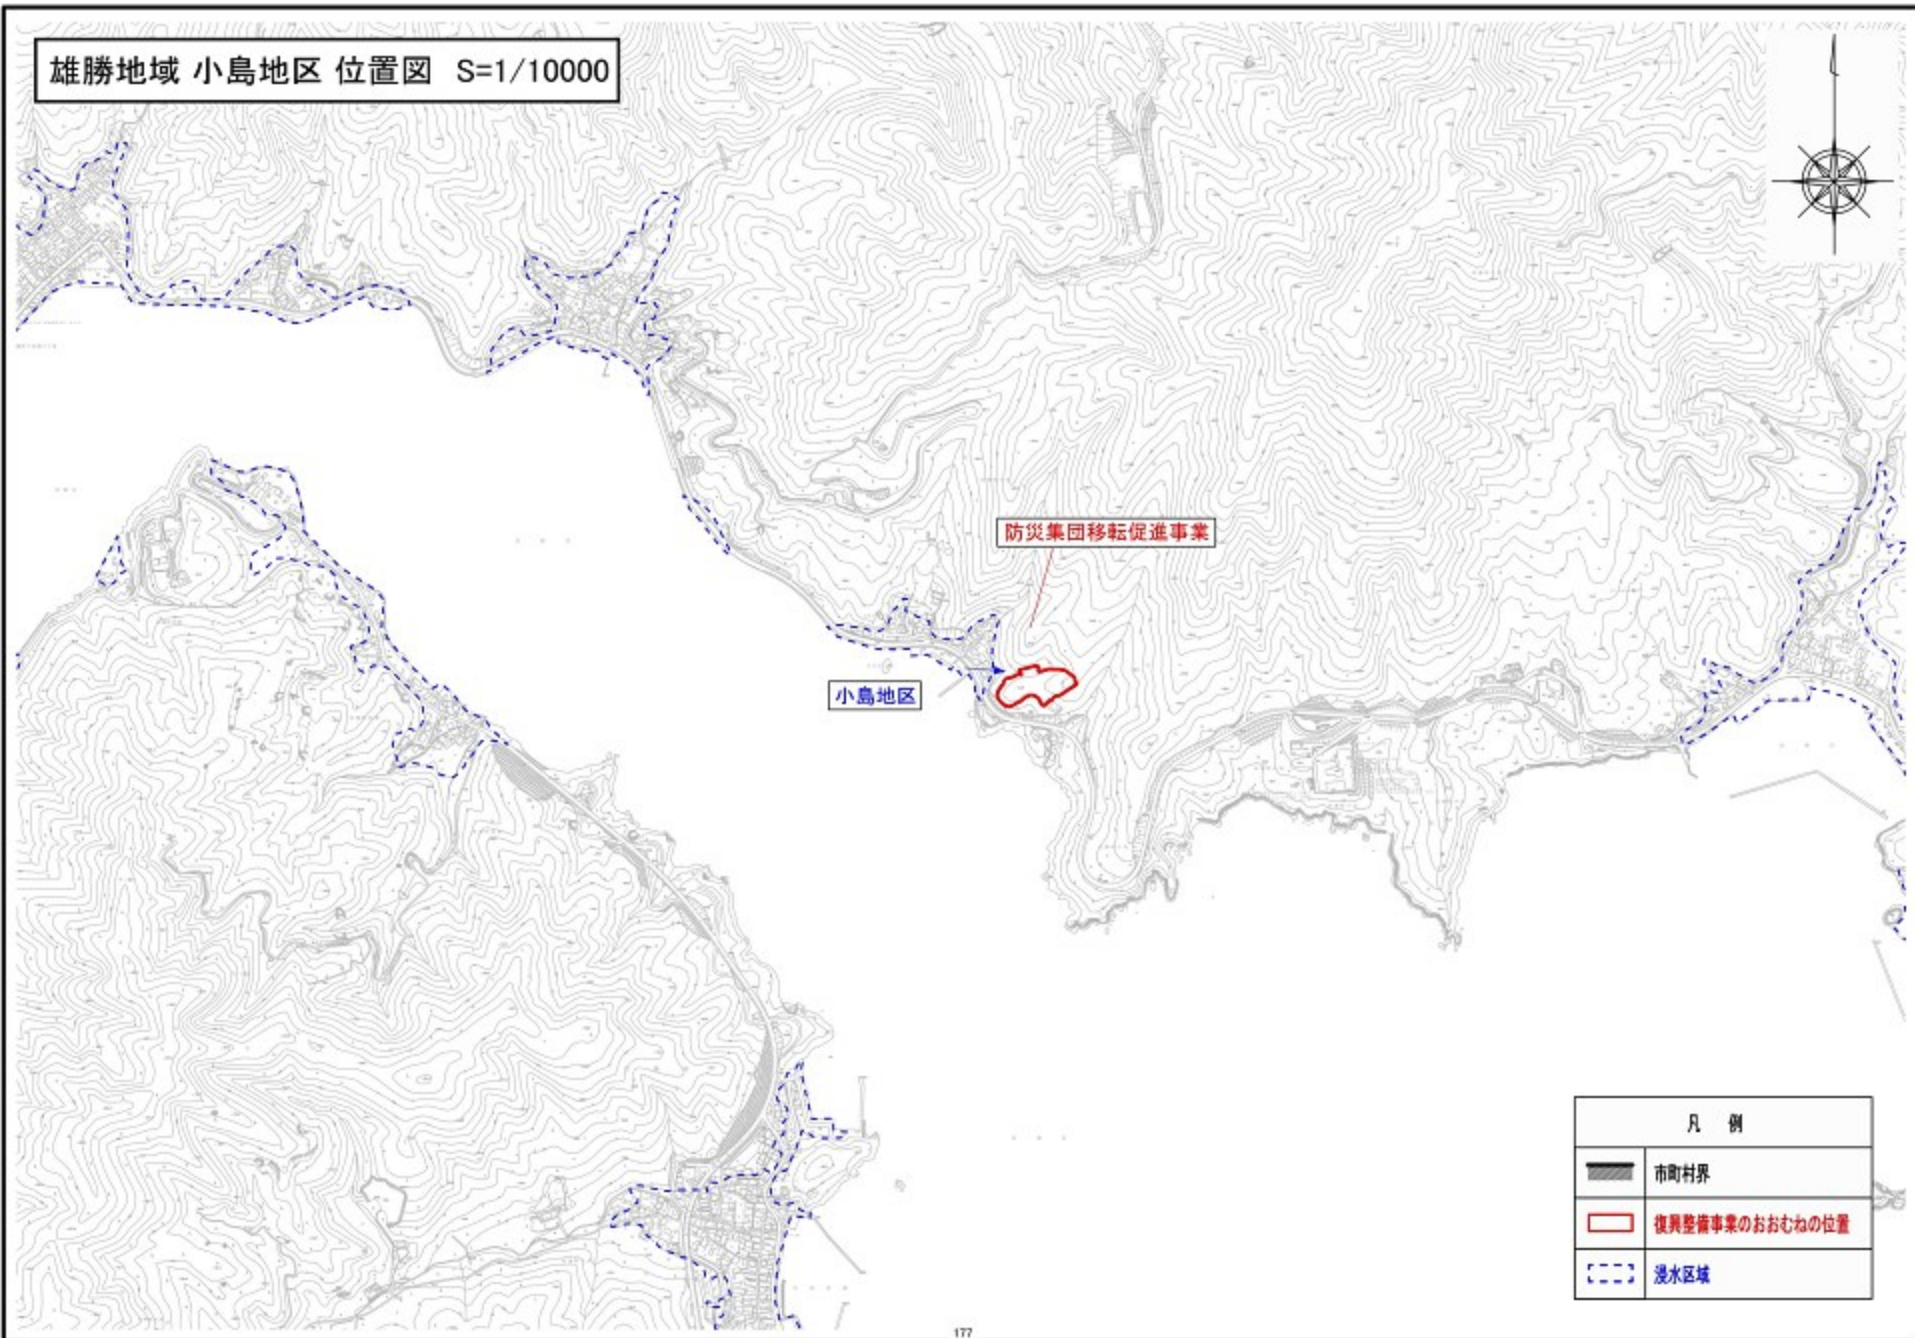 雄勝地域 小島地区 位置図 S=1/10000
防災集団移転促進事業
小島地区
凡 例
市町村界
復興整備事業のおおむねの位置
浸水区域
177